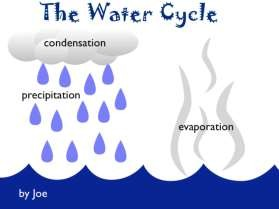 The Water Cycle
condensation
precipitation
evaporation
by Joe